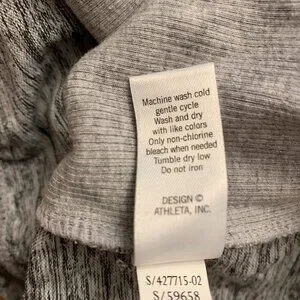 Machine wash cold
gentle cycle
Wash and dry
with like colors
Only non-chlorine
bleach when needed
Tumble dry low
Do not iron
DESIGN ©
ATHLETA, INC.
S/427715-02
S/59658